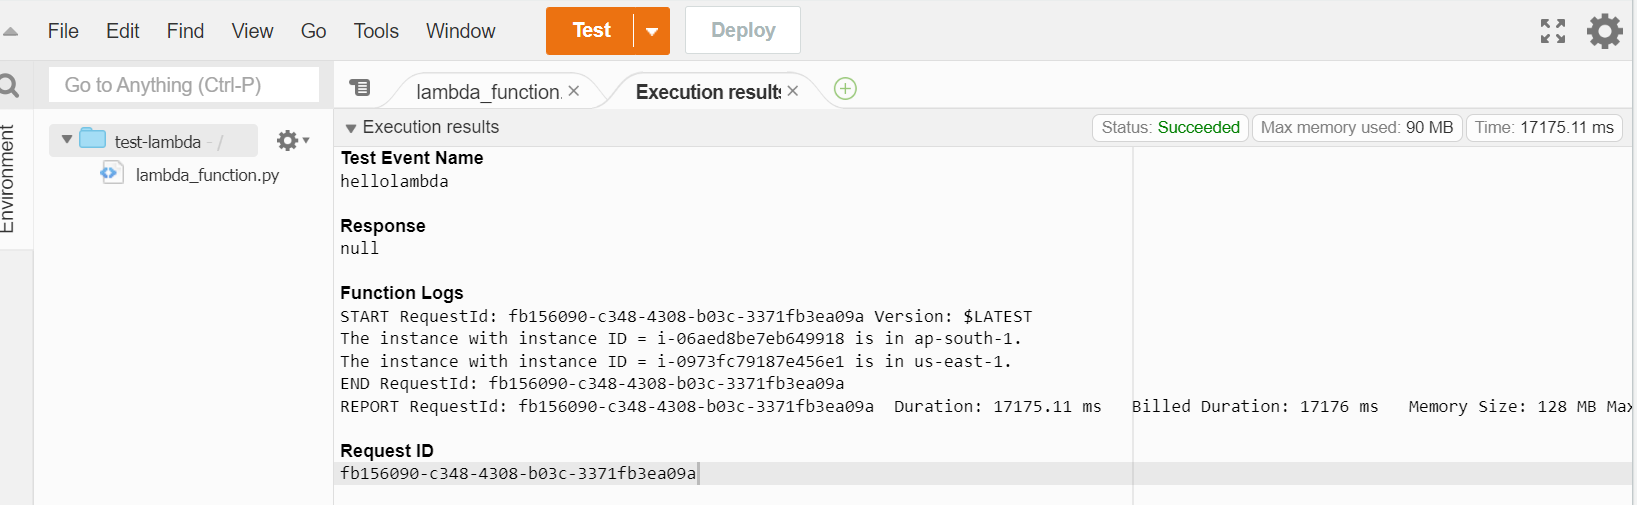 File Edit Find View Go Tools Window Test Deploy
Go to Anything (Ctrl-P)
lambda_function. Execution results
Environment
test-lambda - /
lambda_function.py
Execution results Status: Succeeded Max memory used: 90 MB Time: 17175.11 ms
Test Event Name
hellolambda
Response
null
Function Logs
START RequestId: fb156090-c348-4308-b03c-3371fb3ea09a Version: $LATEST
The instance with instance ID = i-06aed8be7eb649918 is in ap-south-1.
The instance with instance ID = i-0973fc79187e456e1 is in us-east-1.
END RequestId: fb156090-c348-4308-b03c-3371fb3ea09a
REPORT RequestId: fb156090-c348-4308-b03c-3371fb3ea09a Duration: 17175.11 ms Billed Duration: 17176 ms Memory Size: 128 MB Max
Request ID
fb156090-c348-4308-b03c-3371fb3ea09a